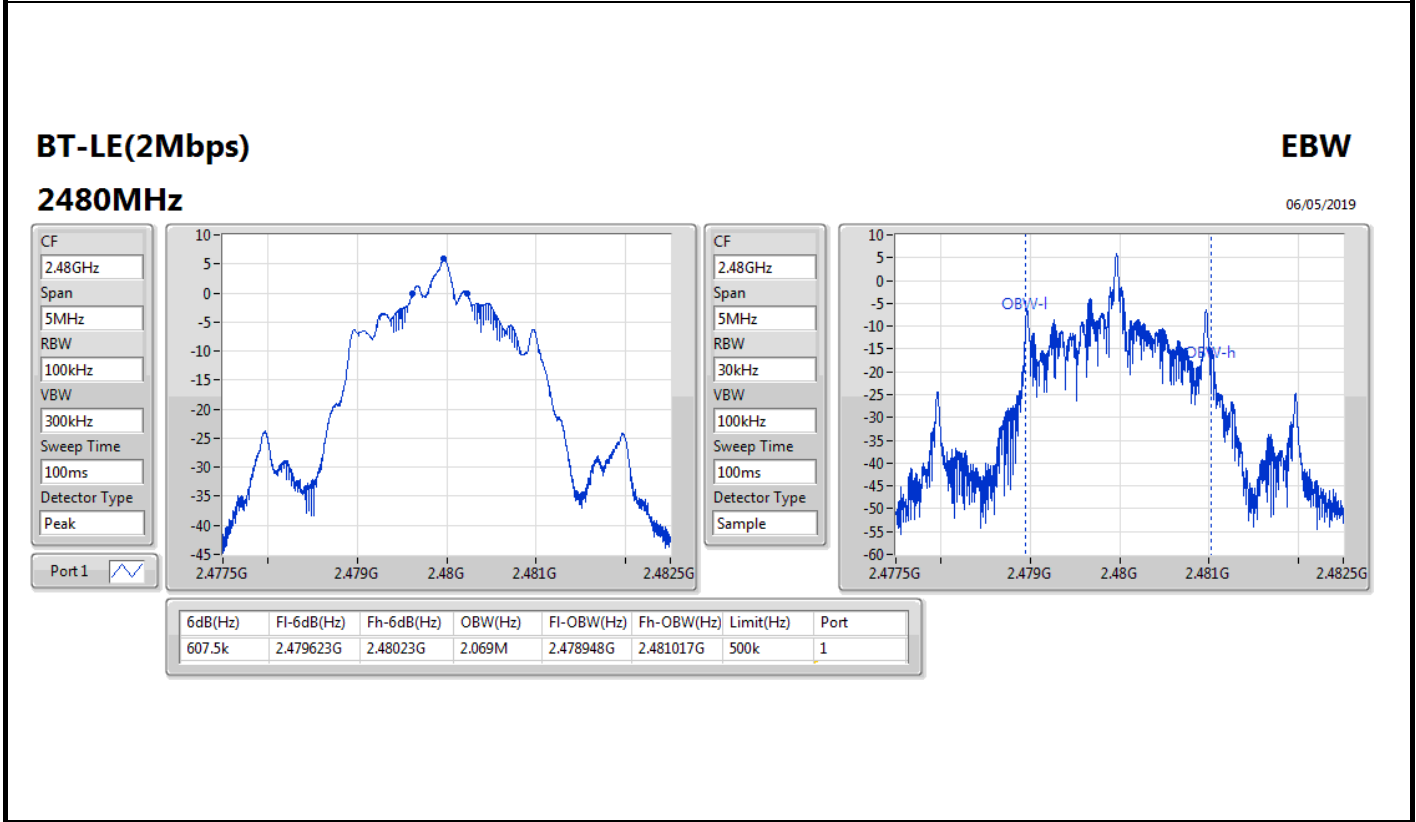 BT-LE(2Mbps)
EBW
2480MHz
06/05/2019
CF
2.48GHz
Span
5MHz
RBW
100kHz
VBW
300kHz
Sweep Time
100ms
Detector Type
Peak
Port 1
10
5
0
-5
-10
-15
-20
-25
-30
-35
-40
-45
2.4775G 2.479G 2.48G 2.481G 2.4825G
CF
2.48GHz
Span
5MHz
RBW
30kHz
VBW
100kHz
Sweep Time
100ms
Detector Type
Sample
10
5
0
-5
-10
-15
-20
-25
-30
-35
-40
-45
-50
-55
-60
OBW-l
OBW-h
2.4775G 2.479G 2.48G 2.481G 2.4825G
6dB(Hz) Fl-6dB(Hz) Fh-6dB(Hz) OBW(Hz) Fl-OBW(Hz) Fh-OBW(Hz) Limit(Hz) Port
607.5k 2.479623G 2.48023G 2.069M 2.478948G 2.481017G 500k 1